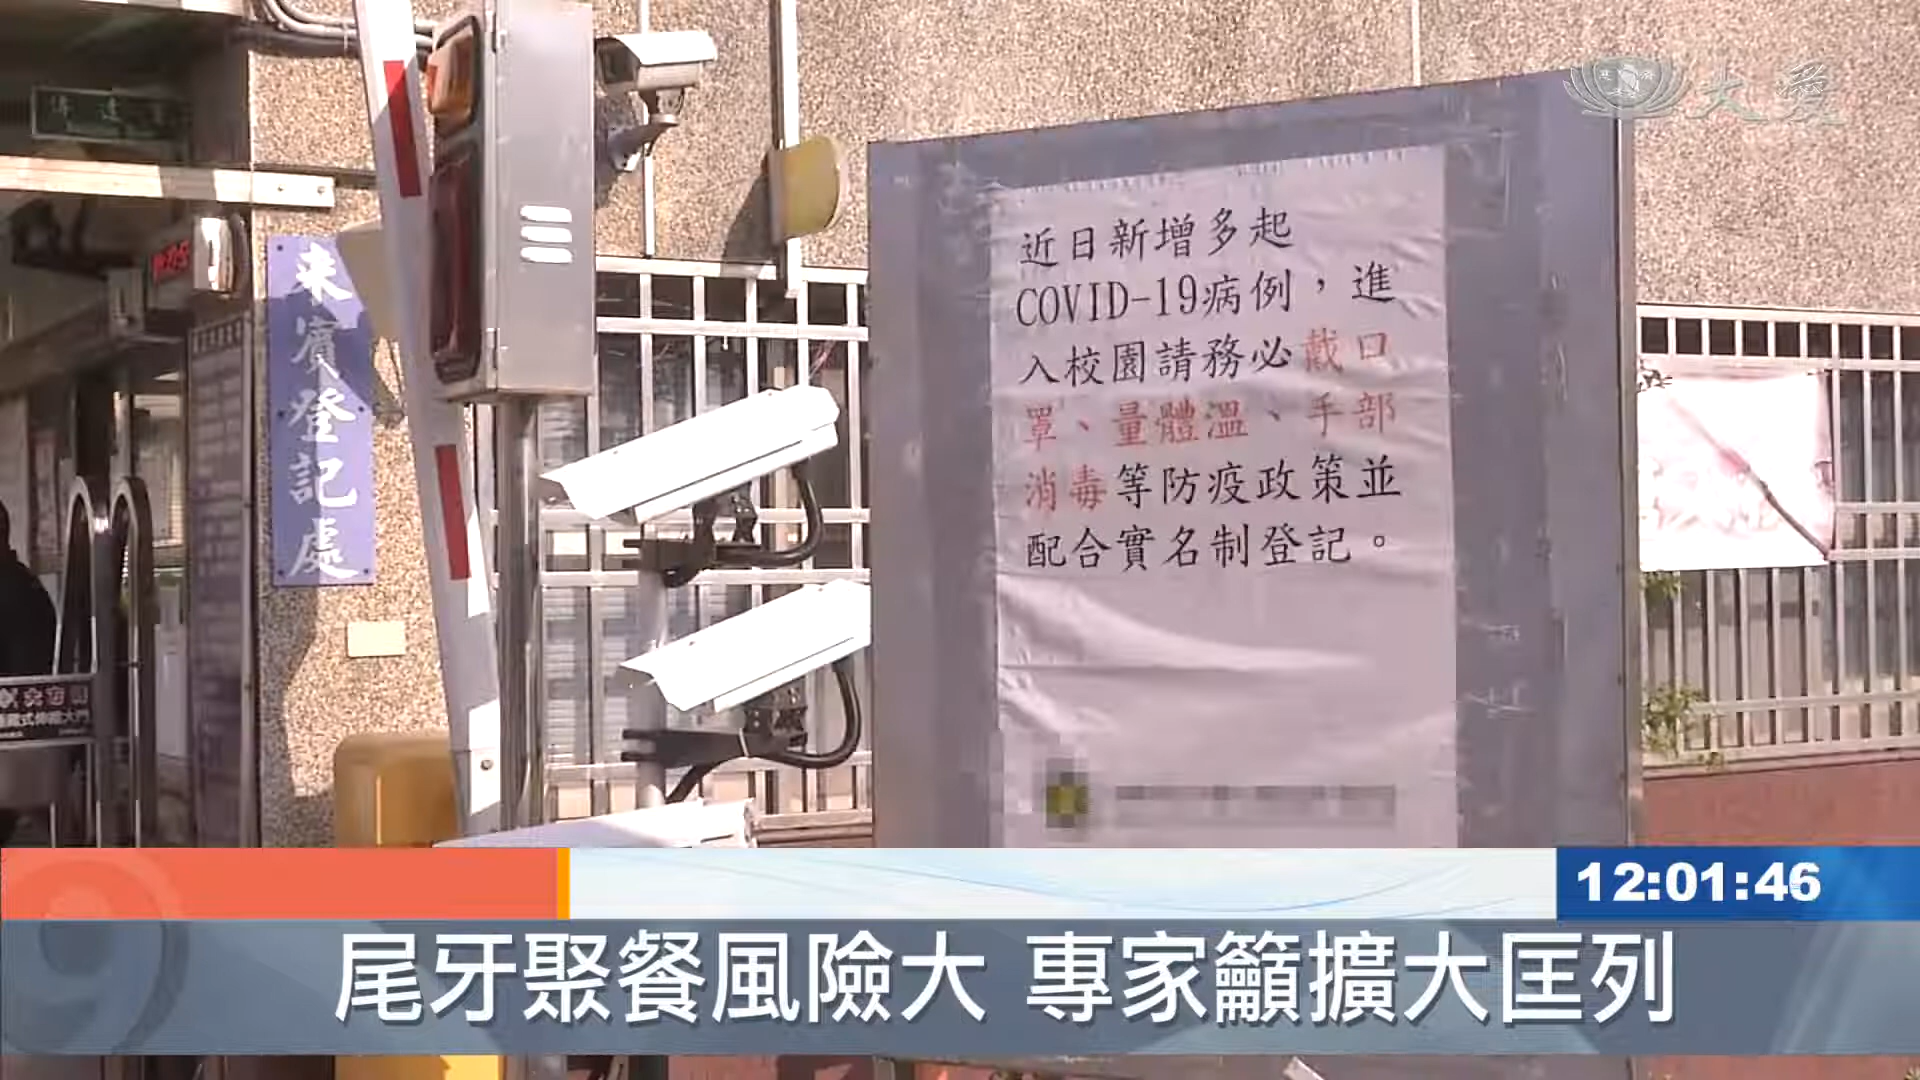 大愛
來賓登記處
近日新增多起
COVID-19病例，進
入校園請務必戴口
罩、量體溫、手部
消毒等防疫政策並
配合實名制登記。
12:01:46
尾牙聚餐風險大 專家籲擴大匡列